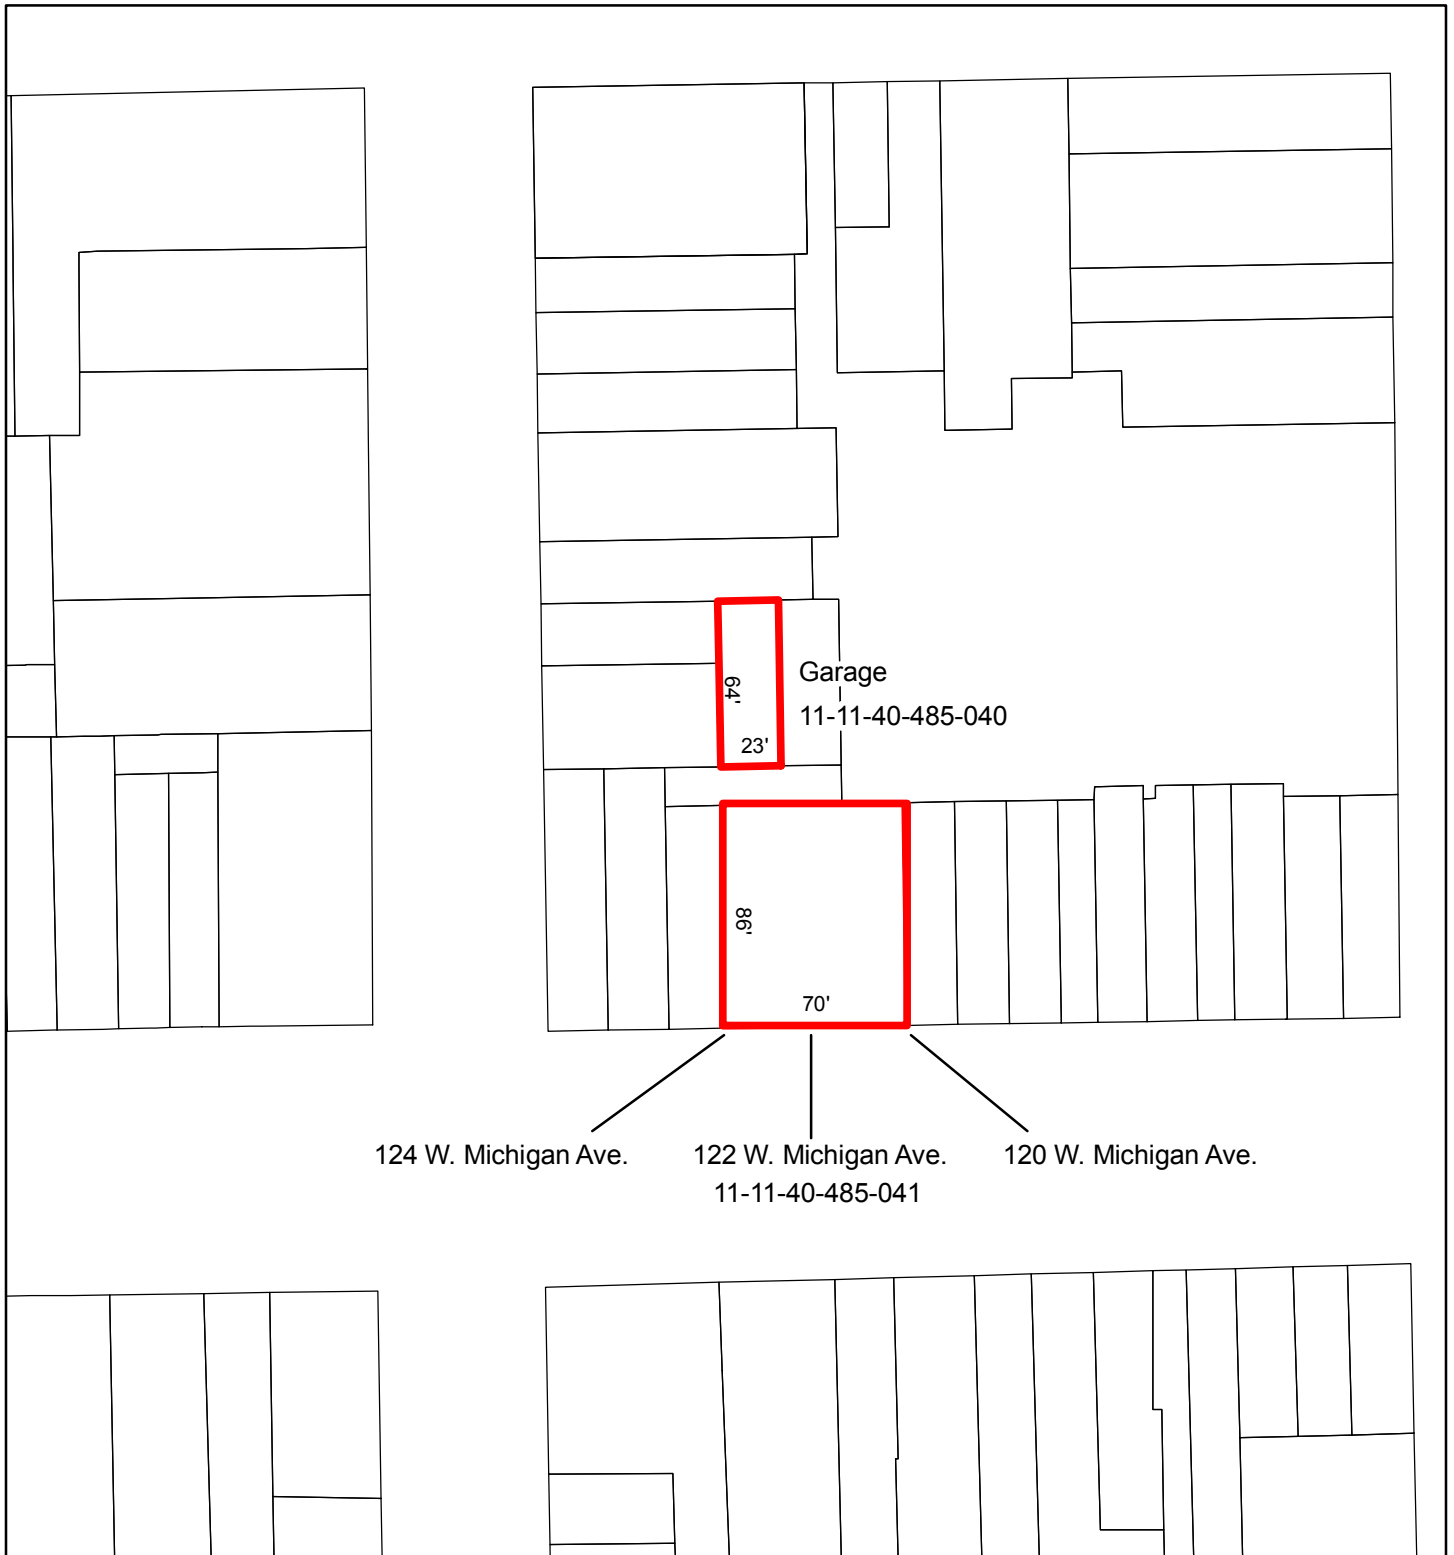 Garage
64'
11-11-40-485-040
23'
86'
70'
124 W. Michigan Ave.
122 W. Michigan Ave.
120 W. Michigan Ave.
11-11-40-485-041